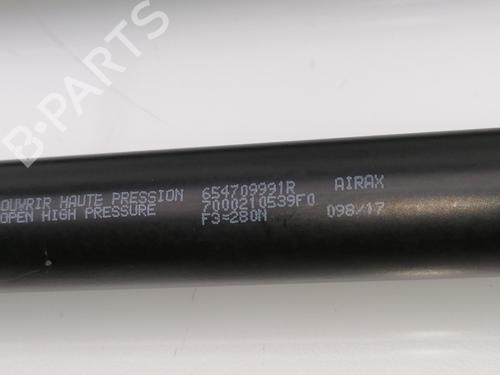 OUVRIR HAUTE PRESSION 654709991R AIRAX
OPEN HIGH PRESSURE 7000210539F0 098/17
F3=280N
B-PARTS